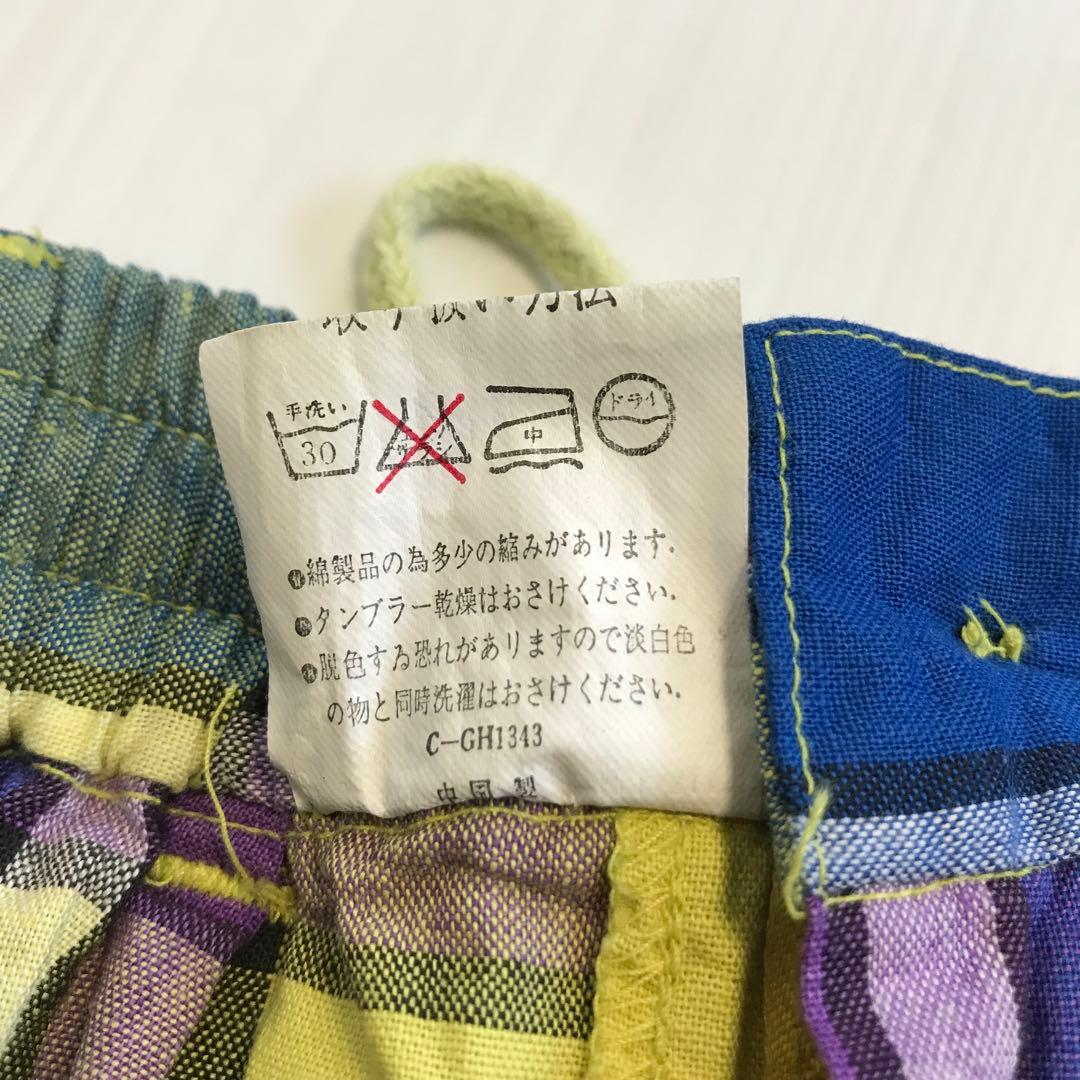 取り扱い方法
手洗い
30
サラシ
中
ドライ
綿製品の為多少の縮みがあります.
タンブラー乾燥はおさけください.
脱色する恐れがありますので淡白色
の物と同時洗濯はおさけください.
C-GH1343
中国製